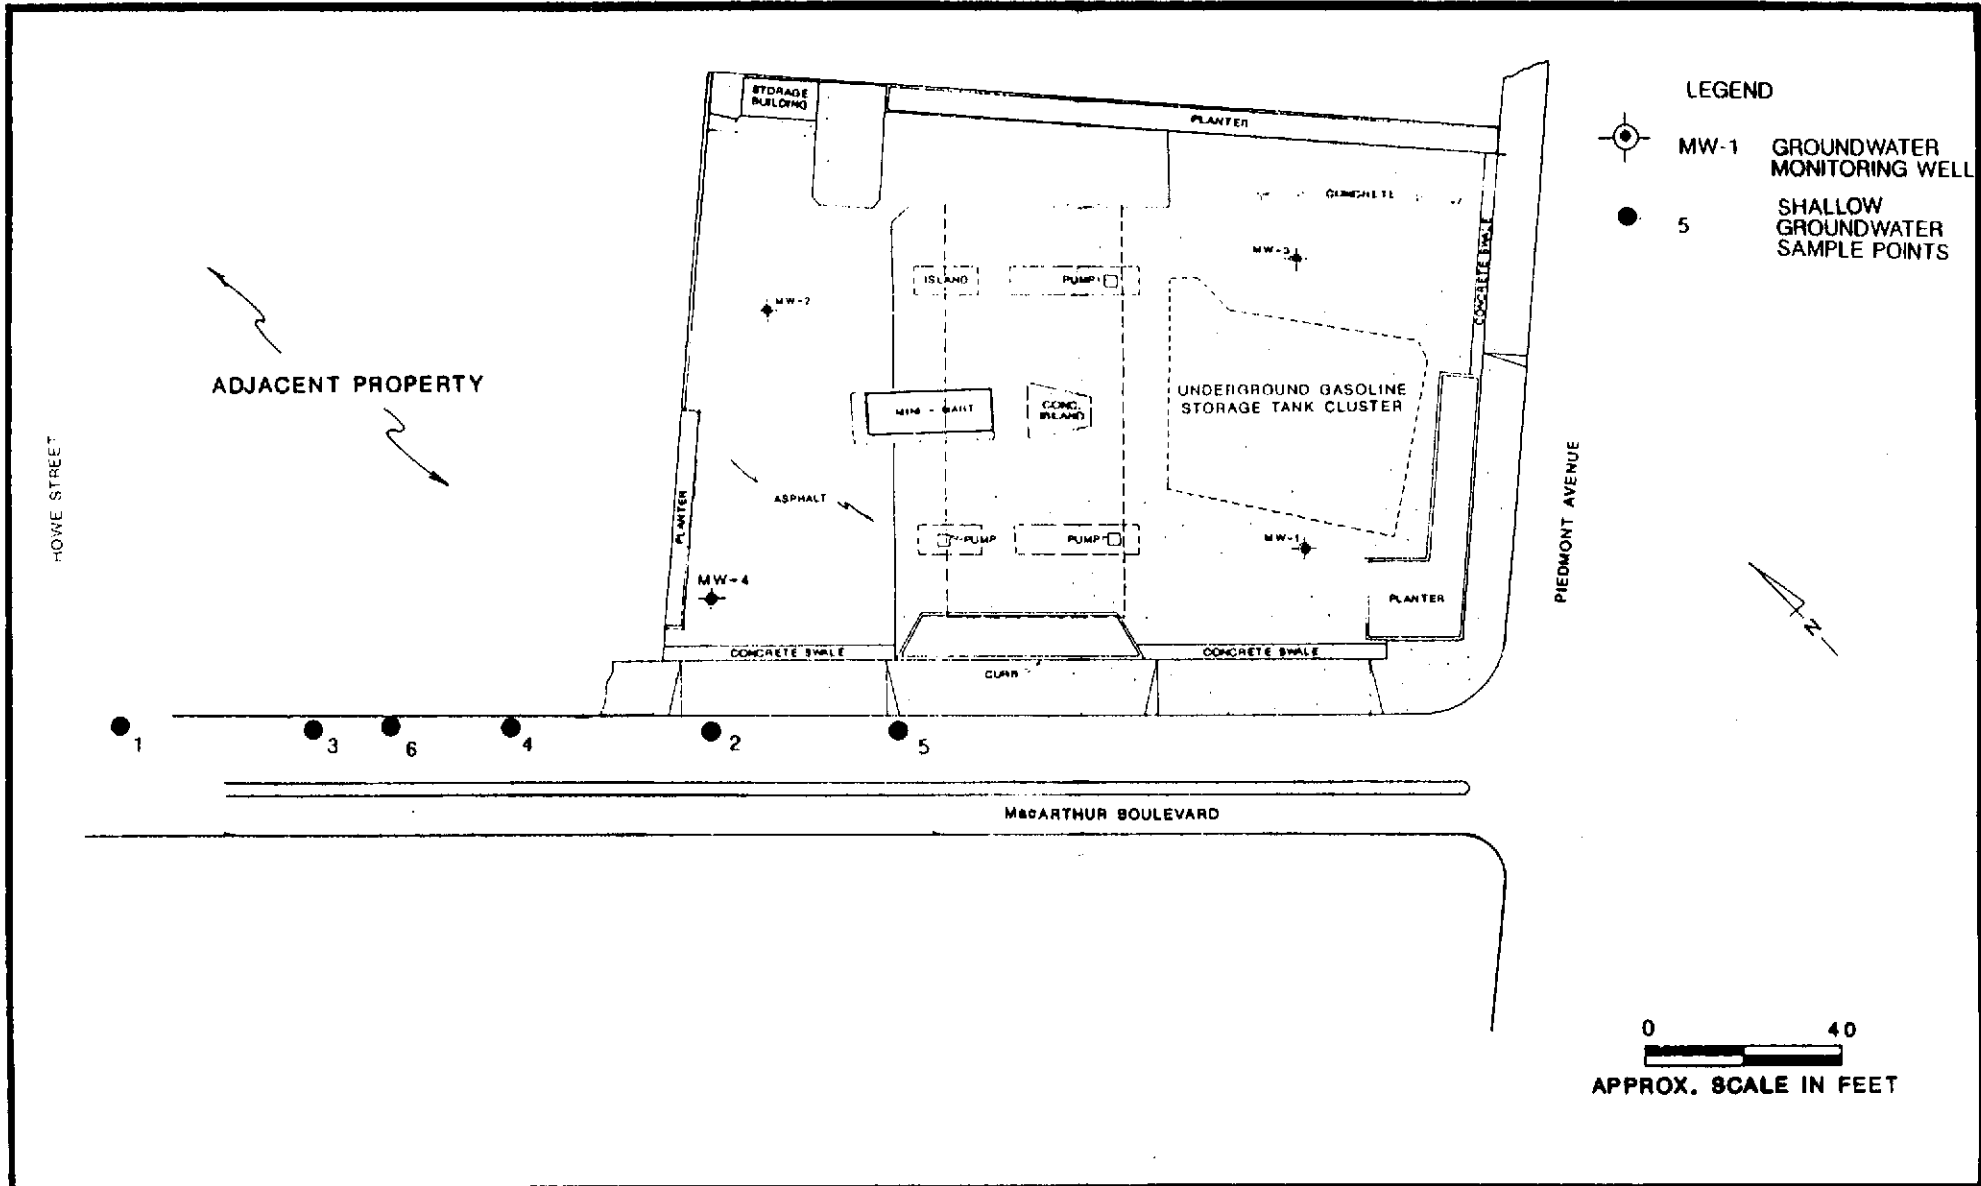 LEGEND
MW-1 GROUNDWATER
MONITORING WELL
5 SHALLOW
GROUNDWATER
SAMPLE POINTS
STORAGE
BUILDING
PLANTER
CONCRETE
CONCRETE SWALE
MW-3
ISLAND
PUMP
MW-2
ADJACENT PROPERTY
UNDERGROUND GASOLINE
STORAGE TANK CLUSTER
MINI-MART
CONC.
ISLAND
HOWE STREET
PIEDMONT AVENUE
PLANTER
ASPHALT
PUMP
PUMP
MW-1
MW-4
PLANTER
N
CONCRETE SWALE
CONCRETE SWALE
CURB
1
3
6
4
2
5
MacARTHUR BOULEVARD
0 40
APPROX. SCALE IN FEET